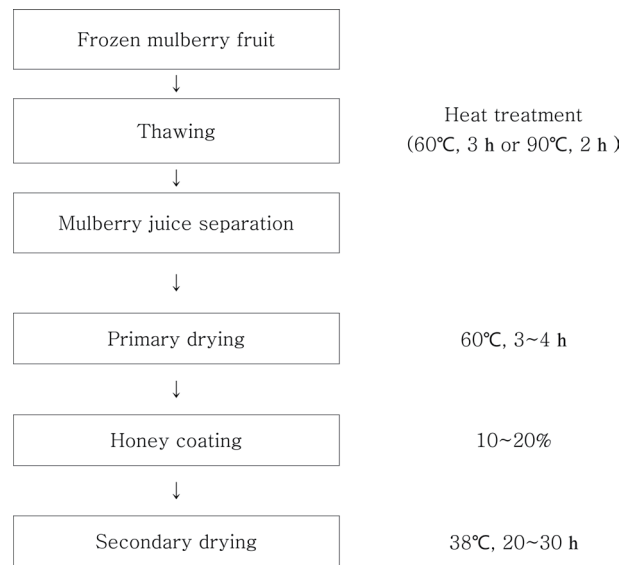 Frozen mulberry fruit
↓
Thawing
Heat treatment
(60℃, 3 h or 90℃, 2 h )
↓
Mulberry juice separation
↓
Primary drying
60℃, 3~4 h
↓
Honey coating
10~20%
↓
Secondary drying
38℃, 20~30 h